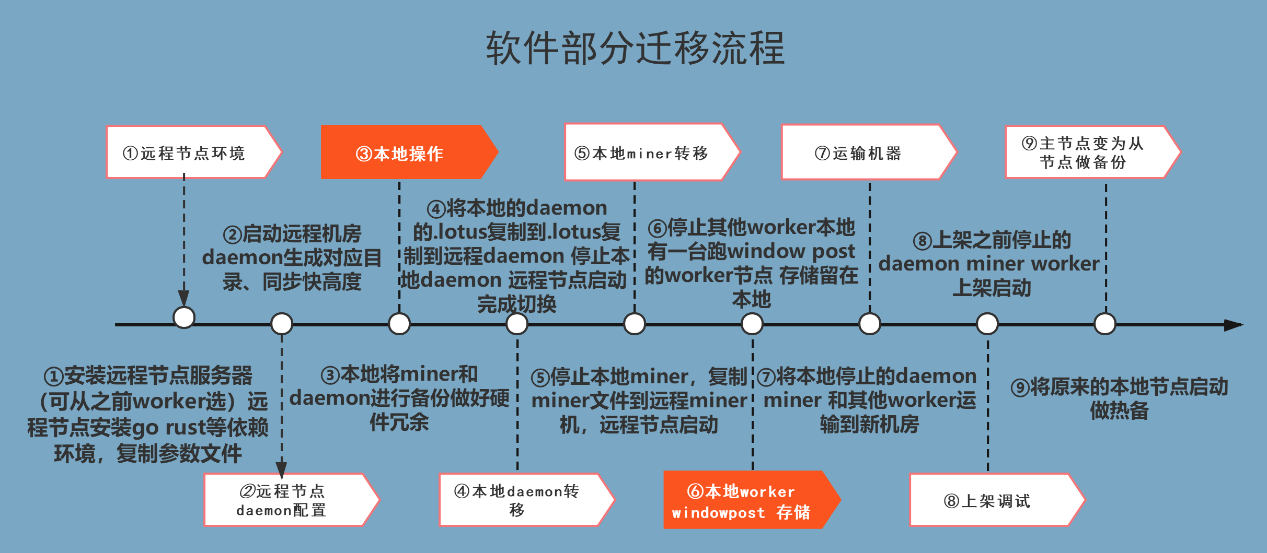 软件部分迁移流程
①远程节点环境
③本地操作
⑤本地miner转移
⑦运输机器
⑨主节点变为从
节点做备份
②启动远程机房
daemon生成对应目
录、同步快高度
④将本地的daemon
的.lotus复制到.lotus复
制到远程daemon 停止本
地daemon 远程节点启动
完成切换
⑥停止其他worker本地
有一台跑window post
的worker节点 存储留在
本地
⑧上架之前停止的
daemon miner worker
上架启动
①安装远程节点服务器
（可从之前worker选）远
程节点安装go rust等依赖
环境，复制参数文件
③本地将miner和
daemon进行备份做好硬
件冗余
⑤停止本地miner，复制
miner文件到远程miner
机，远程节点启动
⑦将本地停止的daemon
miner 和其他worker运
输到新机房
⑨将原来的本地节点启动
做热备
②远程节点
daemon配置
④本地daemon转
移
⑥本地worker
windowpost 存储
⑧上架调试